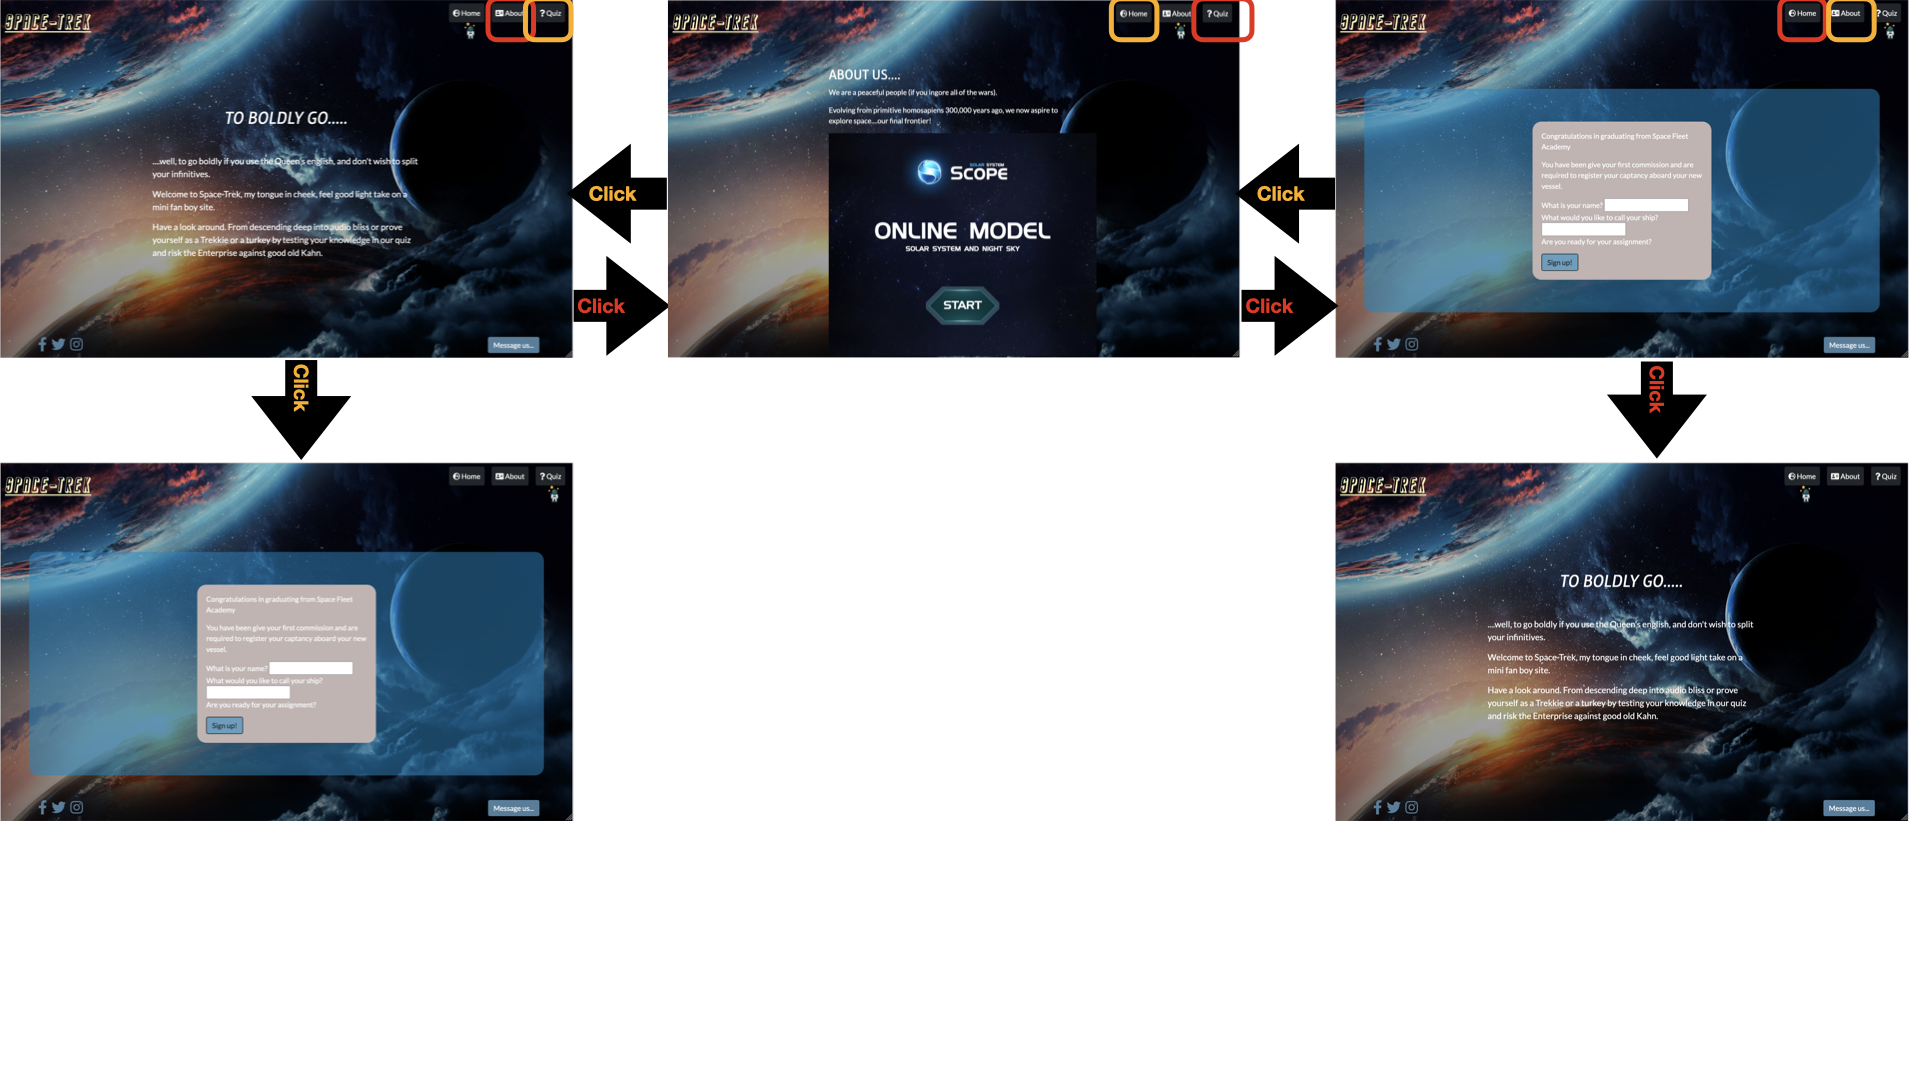 SPACE-TREK
Home
About
Quiz
TO BOLDLY GO.....
....well, to go boldly if you use the Queen's english, and don't wish to split
your infinitives.
Welcome to Space-Trek, my tongue in cheek, feel good light take on a
mini fan boy site.
Have a look around. From descending deep into audio bliss or prove
yourself as a Trekkie or a turkey by testing your knowledge in our quiz
and risk the Enterprise against good old Kahn.
Message us...
Click
Click
SPACE-TREK
Home
About
Quiz
ABOUT US....
We are a peaceful people (if you ingore all of the wars).
Evolving from primitive homosapiens 300,000 years ago, we now aspire to
explore space....our final frontier!
SOLAR SYSTEM
SCOPE
ONLINE MODEL
SOLAR SYSTEM AND NIGHT SKY
START
Click
Click
SPACE-TREK
Home
About
Quiz
Congratulations in graduating from Space Fleet
Academy
You have been give your first commission and are
required to register your captancy aboard your new
vessel.
What is your name?
What would you like to call your ship?
Are you ready for your assignment?
Sign up!
Message us...
Click
Click
SPACE-TREK
Home
About
Quiz
Congratulations in graduating from Space Fleet
Academy
You have been give your first commission and are
required to register your captancy aboard your new
vessel.
What is your name?
What would you like to call your ship?
Are you ready for your assignment?
Sign up!
Message us...
SPACE-TREK
Home
About
Quiz
TO BOLDLY GO.....
....well, to go boldly if you use the Queen's english, and don't wish to split
your infinitives.
Welcome to Space-Trek, my tongue in cheek, feel good light take on a
mini fan boy site.
Have a look around. From descending deep into audio bliss or prove
yourself as a Trekkie or a turkey by testing your knowledge in our quiz
and risk the Enterprise against good old Kahn.
Message us...